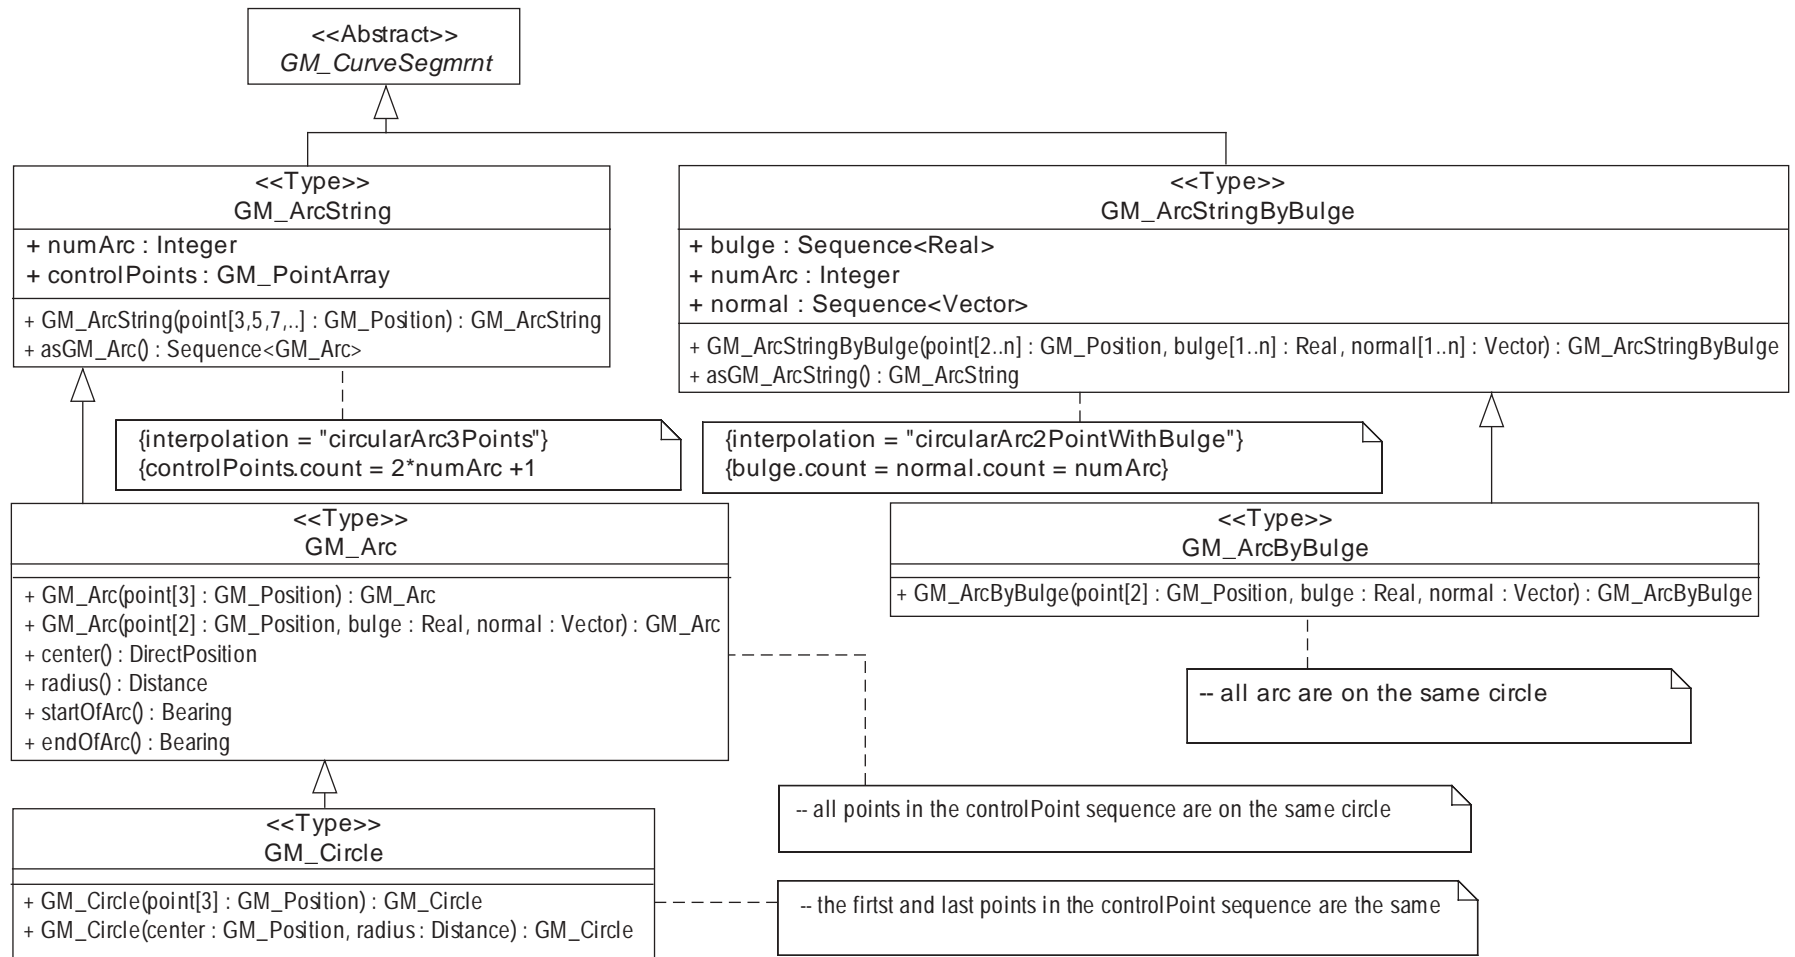 <<Abstract>>
GM_CurveSegmrnt
<<Type>>
GM_ArcString
+ numArc : Integer
+ controlPoints : GM_PointArray
+ GM_ArcString(point[3,5,7,..] : GM_Position) : GM_ArcString
+ asGM_Arc() : Sequence<GM_Arc>
<<Type>>
GM_ArcStringByBulge
+ bulge : Sequence<Real>
+ numArc : Integer
+ normal : Sequence<Vector>
+ GM_ArcStringByBulge(point[2..n] : GM_Position, bulge[1..n] : Real, normal[1..n] : Vector) : GM_ArcStringByBulge
+ asGM_ArcString() : GM_ArcString
{interpolation = "circularArc3Points"}
{controlPoints.count = 2*numArc +1
{interpolation = "circularArc2PointWithBulge"}
{bulge.count = normal.count = numArc}
<<Type>>
GM_Arc
+ GM_Arc(point[3] : GM_Position) : GM_Arc
+ GM_Arc(point[2] : GM_Position, bulge : Real, normal : Vector) : GM_Arc
+ center() : DirectPosition
+ radius() : Distance
+ startOfArc() : Bearing
+ endOfArc() : Bearing
<<Type>>
GM_ArcByBulge
+ GM_ArcByBulge(point[2] : GM_Position, bulge : Real, normal : Vector) : GM_ArcByBulge
-- all arc are on the same circle
-- all points in the controlPoint sequence are on the same circle
<<Type>>
GM_Circle
+ GM_Circle(point[3] : GM_Position) : GM_Circle
+ GM_Circle(center : GM_Position, radius : Distance) : GM_Circle
-- the firtst and last points in the controlPoint sequence are the same